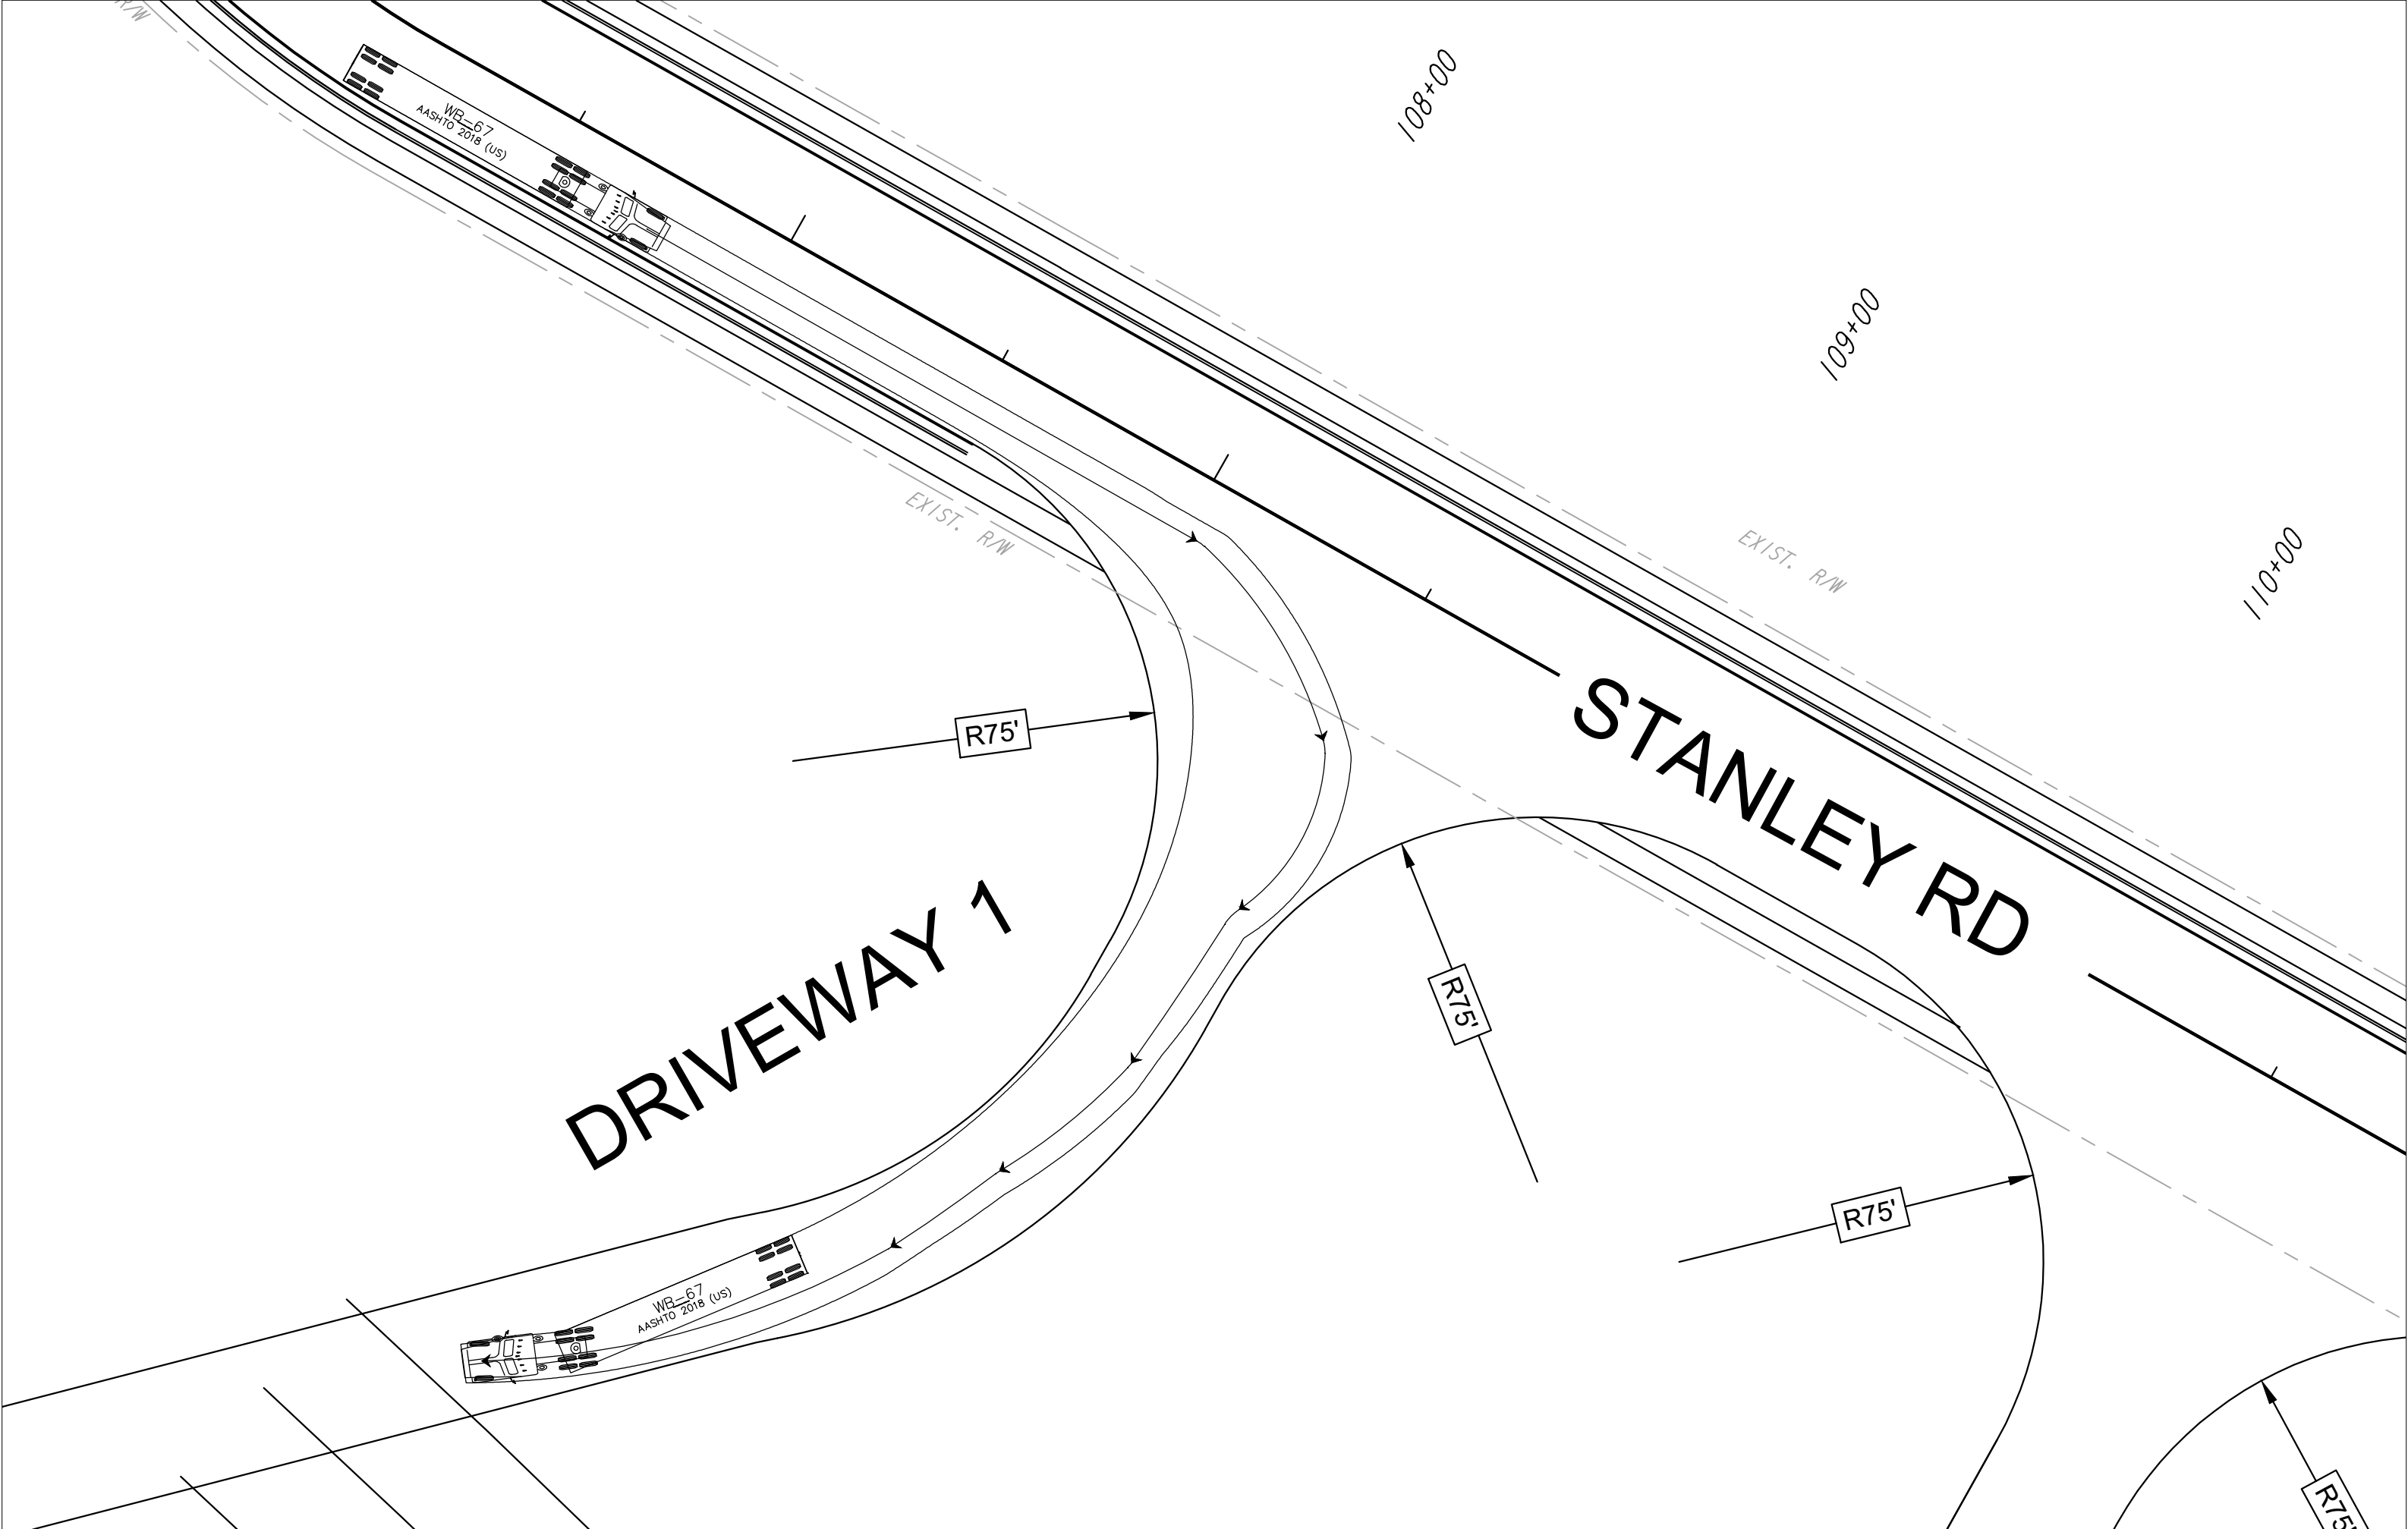 R/W
WB-67
AASHTO 2018 (US)
108+00
109+00
110+00
EXIST. R/W
EXIST. R/W
STANLEY RD
R75'
DRIVEWAY 1
R75'
R75'
WB-67
AASHTO 2018 (US)
R75'